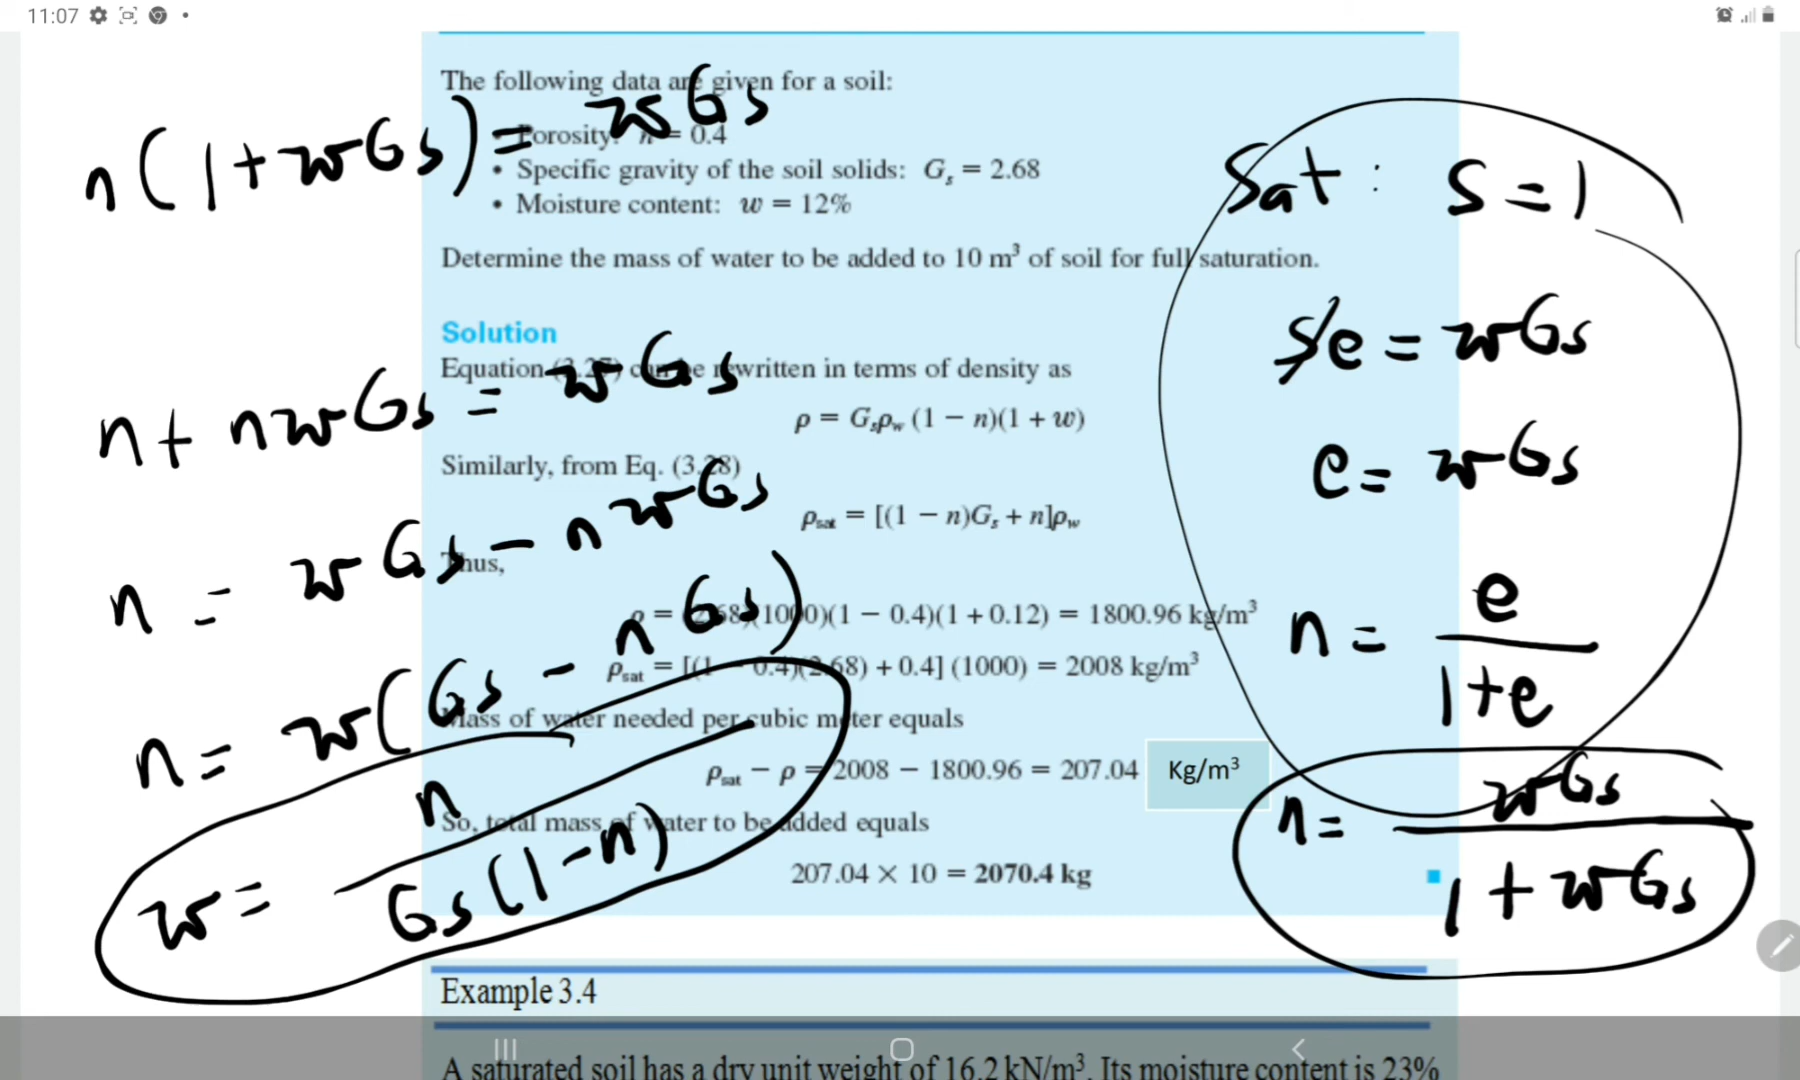 11:07
The following data are given for a soil:
• Porosity: n = 0.4
• Specific gravity of the soil solids: Gₛ = 2.68
• Moisture content: w = 12%
Determine the mass of water to be added to 10 m³ of soil for full saturation.
Solution
Equation (3.27) can be rewritten in terms of density as
ρ = Gₛρ_w (1 − n)(1 + w)
Similarly, from Eq. (3.28)
ρ_sat = [(1 − n)Gₛ + n]ρ_w
Thus,
ρ = (2.68)(1000)(1 − 0.4)(1 + 0.12) = 1800.96 kg/m³
ρ_sat = [(1 − 0.4)(2.68) + 0.4] (1000) = 2008 kg/m³
Mass of water needed per cubic meter equals
ρ_sat − ρ = 2008 − 1800.96 = 207.04 Kg/m³
So, total mass of water to be added equals
207.04 × 10 = 2070.4 kg
Example 3.4
A saturated soil has a dry unit weight of 16.2 kN/m³. Its moisture content is 23%
n(1+wGs) = wGs
n + nwGs = wGs
n = wGs − nwGs
n = w(Gs − nGs)
w = n / Gs(1−n)
Sat: S = 1
Se = wGs
e = wGs
n = e / 1+e
n = wGs / 1 + wGs